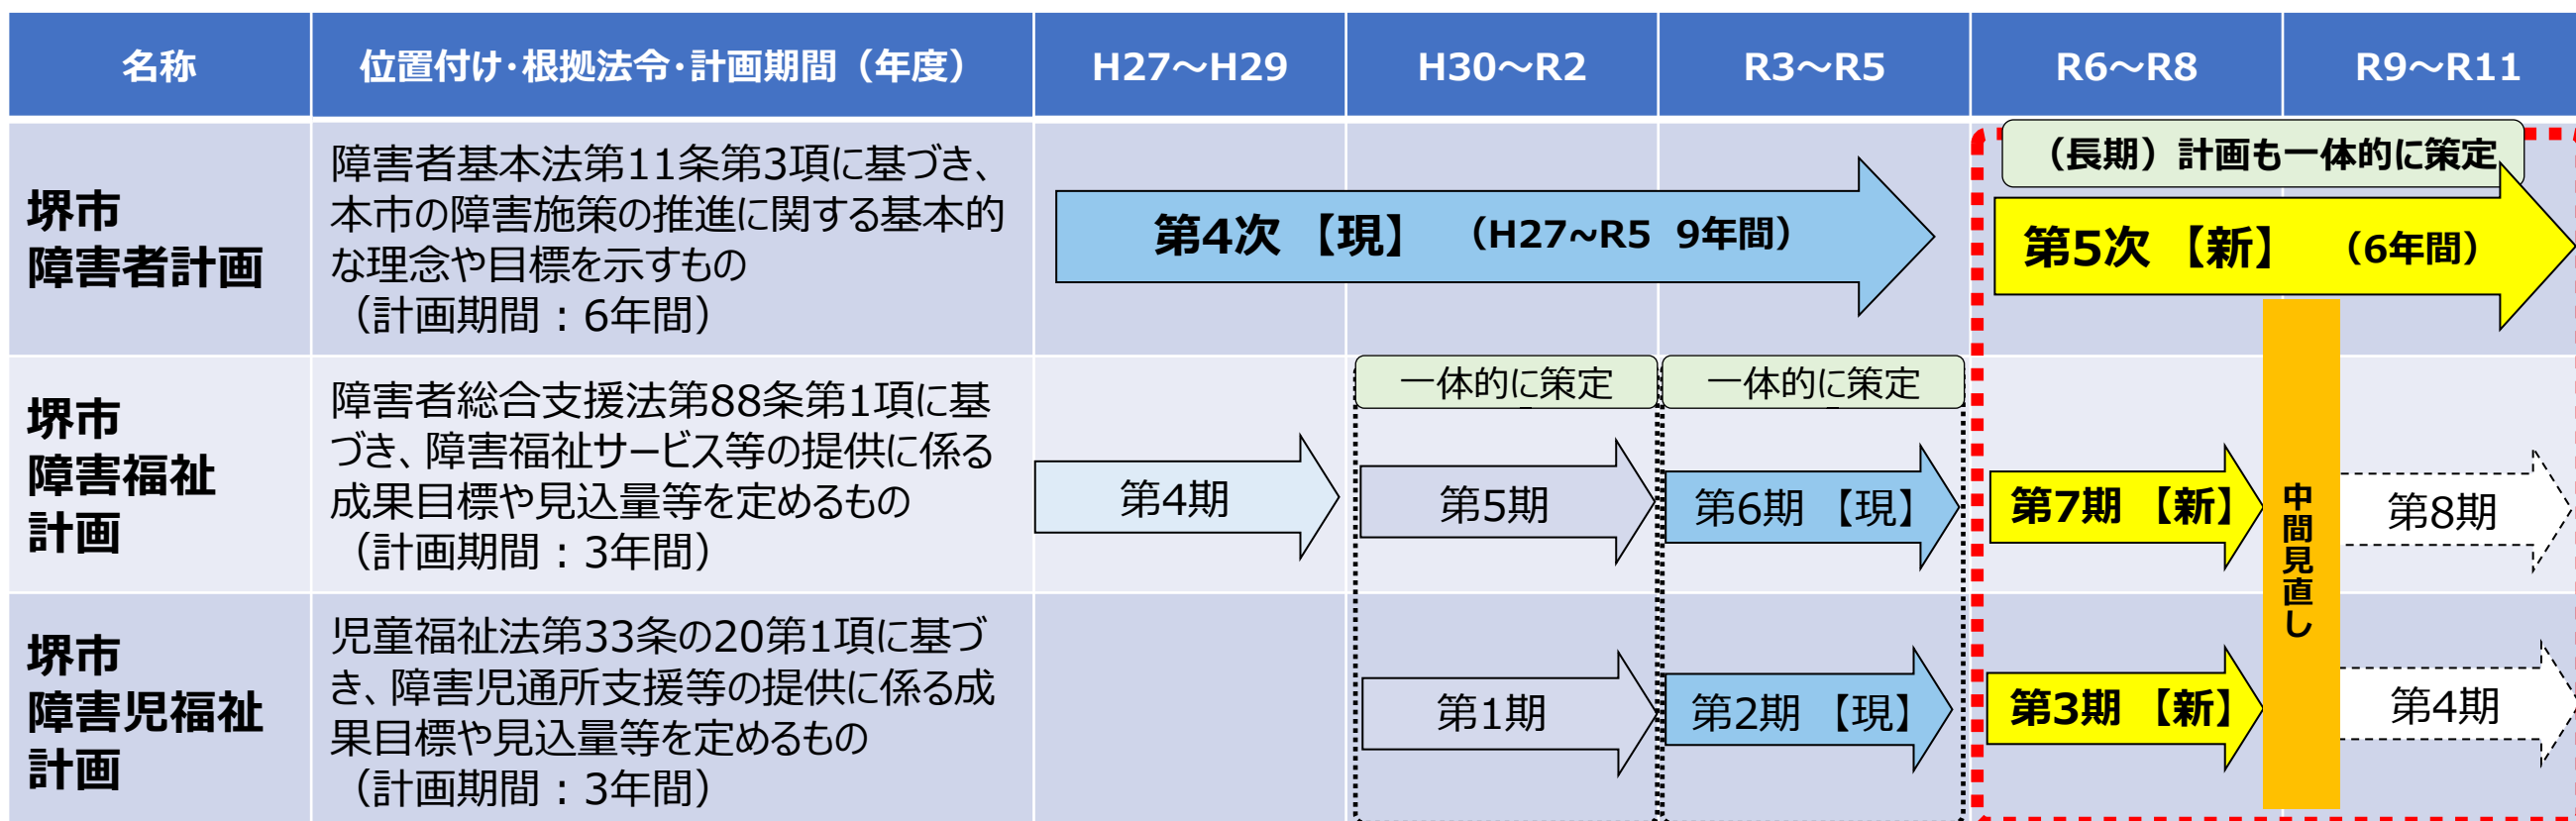 名称
位置付け・根拠法令・計画期間（年度）
H27～H29
H30～R2
R3～R5
R6～R8
R9～R11
堺市
障害者計画
障害者基本法第11条第3項に基づき、
本市の障害施策の推進に関する基本的
な理念や目標を示すもの
（計画期間：6年間）
第4次 【現】 （H27~R5 9年間）
（長期）計画も一体的に策定
第5次 【新】 （6年間）
堺市
障害福祉
計画
障害者総合支援法第88条第1項に基
づき、障害福祉サービス等の提供に係る
成果目標や見込量等を定めるもの
（計画期間：3年間）
第4期
一体的に策定
第5期
一体的に策定
第6期 【現】
第7期 【新】
中間見直し
第8期
堺市
障害児福祉
計画
児童福祉法第33条の20第1項に基づ
き、障害児通所支援等の提供に係る成
果目標や見込量等を定めるもの
（計画期間：3年間）
第1期
第2期 【現】
第3期 【新】
第4期